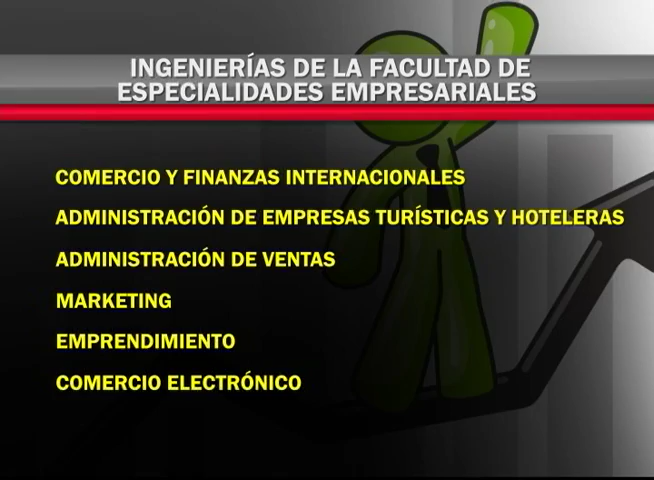 INGENIERÍAS DE LA FACULTAD DE
ESPECIALIDADES EMPRESARIALES
COMERCIO Y FINANZAS INTERNACIONALES
ADMINISTRACIÓN DE EMPRESAS TURÍSTICAS Y HOTELERAS
ADMINISTRACIÓN DE VENTAS
MARKETING
EMPRENDIMIENTO
COMERCIO ELECTRÓNICO